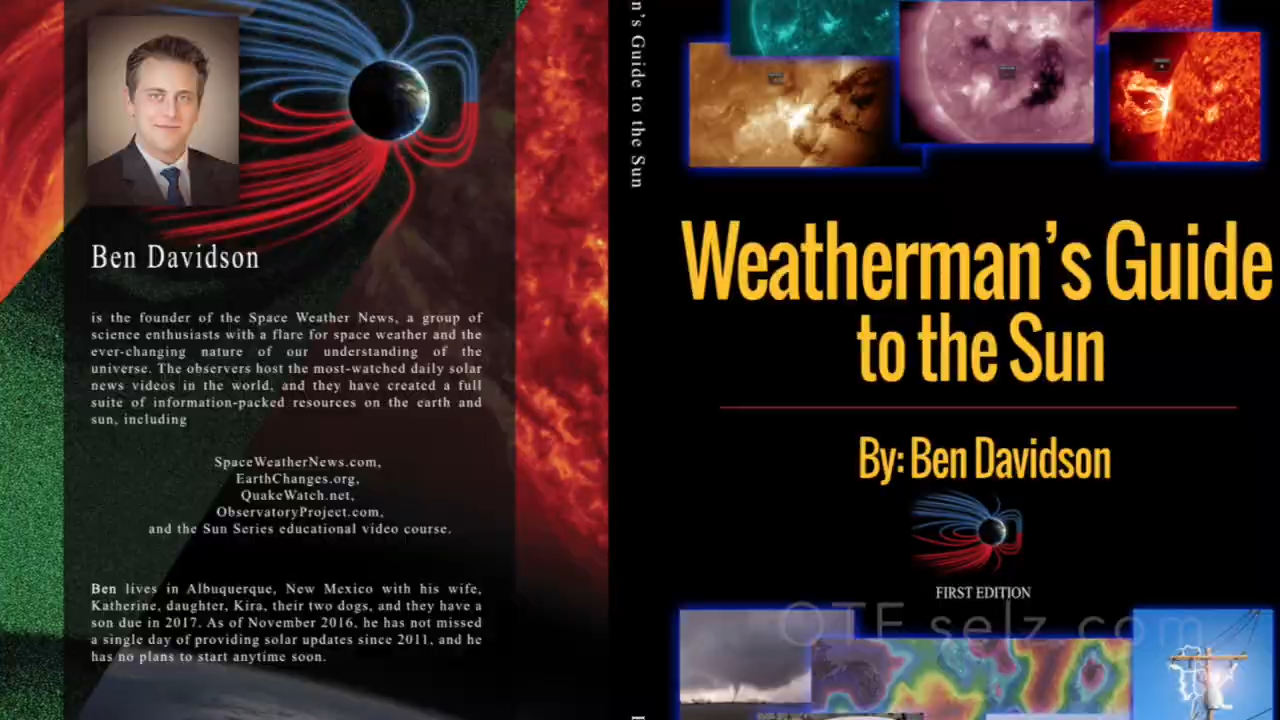 Ben Davidson
is the founder of the Space Weather News, a group of
science enthusiasts with a flare for space weather and the
ever-changing nature of our understanding of the
universe. The observers host the most-watched daily solar
news videos in the world, and they have created a full
suite of information-packed resources on the earth and
sun, including
SpaceWeatherNews.com,
EarthChanges.org,
QuakeWatch.net,
ObservatoryProject.com,
and the Sun Series educational video course.
Ben lives in Albuquerque, New Mexico with his wife,
Katherine, daughter, Kira, their two dogs, and they have a
son due in 2017. As of November 2016, he has not missed
a single day of providing solar updates since 2011, and he
has no plans to start anytime soon.
n's Guide to the Sun
Weatherman's Guide
to the Sun
By: Ben Davidson
FIRST EDITION
OTF.selz.com